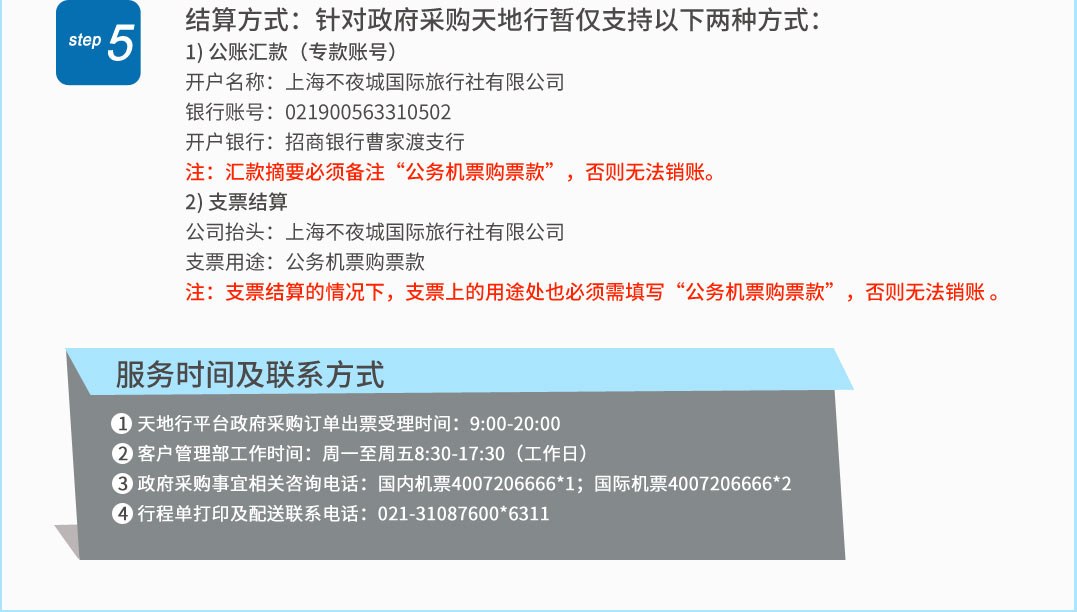 step 5
结算方式：针对政府采购天地行暂仅支持以下两种方式：
1) 公账汇款（专款账号）
开户名称：上海不夜城国际旅行社有限公司
银行账号：021900563310502
开户银行：招商银行曹家渡支行
注：汇款摘要必须备注“公务机票购票款”，否则无法销账。
2) 支票结算
公司抬头：上海不夜城国际旅行社有限公司
支票用途：公务机票购票款
注：支票结算的情况下，支票上的用途处也必须需填写“公务机票购票款”，否则无法销账 。
服务时间及联系方式
1 天地行平台政府采购订单出票受理时间：9:00-20:00
2 客户管理部工作时间：周一至周五8:30-17:30（工作日）
3 政府采购事宜相关咨询电话：国内机票4007206666*1；国际机票4007206666*2
4 行程单打印及配送联系电话：021-31087600*6311